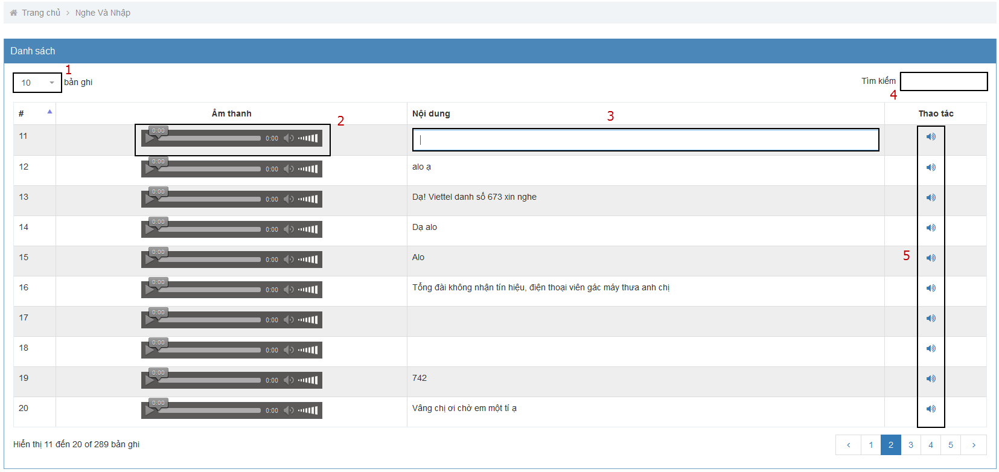 Trang chủ > Nghe Và Nhập
Danh sách
1
10 bản ghi
Tìm kiếm
4
# Âm thanh Nội dung Thao tác
2
3
11 0:00 0:00
12 0:00 0:00 alo ạ
13 0:00 0:00 Dạ! Viettel danh số 673 xin nghe
14 0:00 0:00 Dạ alo
15 0:00 0:00 Alo
5
16 0:00 0:00 Tổng đài không nhận tín hiệu, điện thoại viên gác máy thưa anh chị
17 0:00 0:00
18 0:00 0:00
19 0:00 0:00 742
20 0:00 0:00 Vâng chị ơi chờ em một tí ạ
Hiển thị 11 đến 20 of 289 bản ghi
‹ 1 2 3 4 5 ›